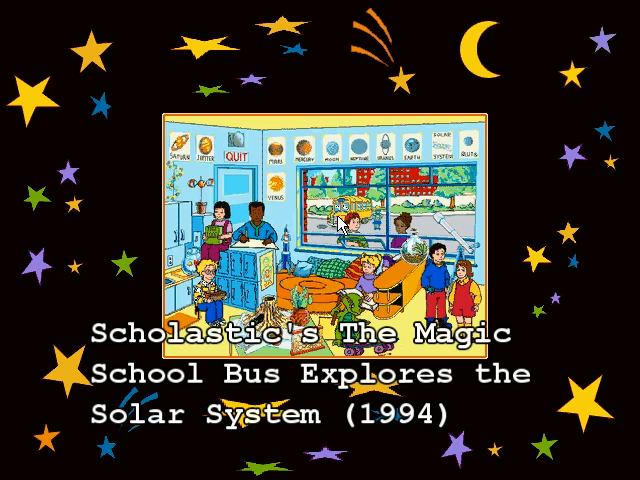 SATURN JUPITER QUIT MARS MERCURY MOON NEPTUNE URANUS EARTH SOLAR SYSTEM PLUTO
VENUS
Scholastic's The Magic
School Bus Explores the
Solar System (1994)